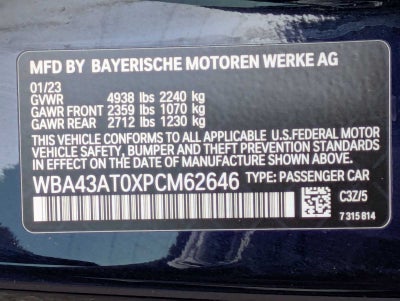 MFD BY BAYERISCHE MOTOREN WERKE AG
01/23
GVWR 4938 lbs 2240 kg
GAWR FRONT 2359 lbs 1070 kg
GAWR REAR 2712 lbs 1230 kg
THIS VEHICLE CONFORMS TO ALL APPLICABLE U.S.FEDERAL MOTOR
VEHICLE SAFETY, BUMPER AND THEFT PREVENTION STANDARDS
IN EFFECT ON THE DATE OF MANUFACTURE SHOWN ABOVE.
WBA43AT0XPCM62646 TYPE: PASSENGER CAR
C3Z/5
7 315 814